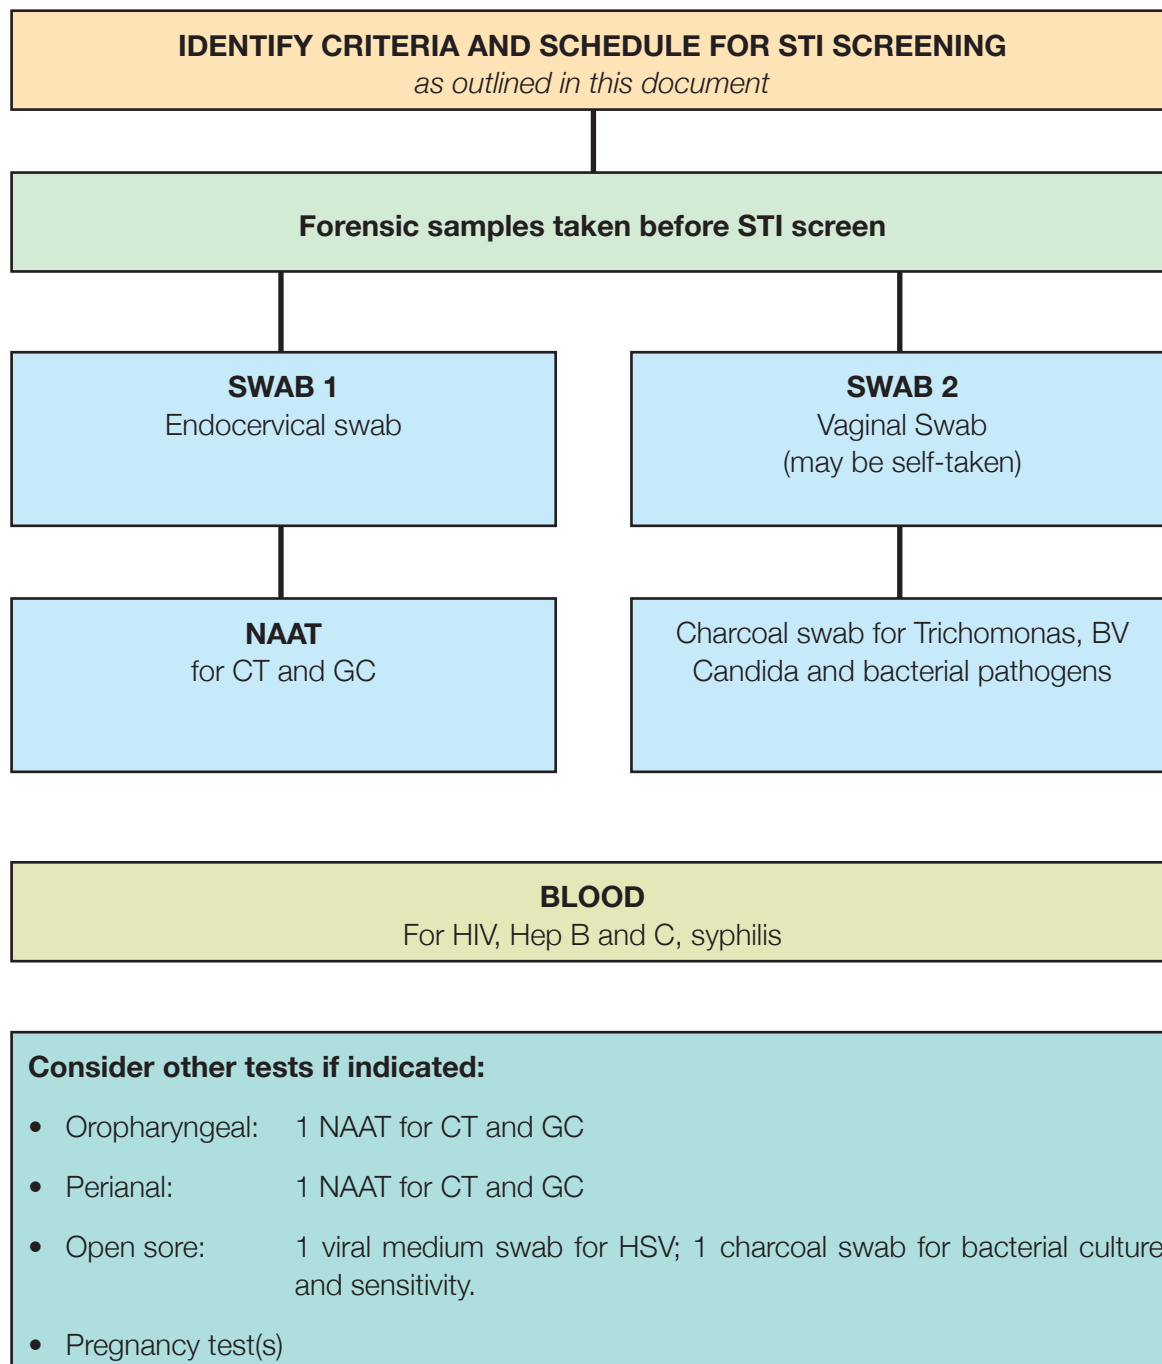 IDENTIFY CRITERIA AND SCHEDULE FOR STI SCREENING
as outlined in this document
Forensic samples taken before STI screen
SWAB 1
Endocervical swab
SWAB 2
Vaginal Swab
(may be self-taken)
NAAT
for CT and GC
Charcoal swab for Trichomonas, BV
Candida and bacterial pathogens
BLOOD
For HIV, Hep B and C, syphilis
Consider other tests if indicated:
• Oropharyngeal: 1 NAAT for CT and GC
• Perianal: 1 NAAT for CT and GC
• Open sore: 1 viral medium swab for HSV; 1 charcoal swab for bacterial culture
and sensitivity.
• Pregnancy test(s)